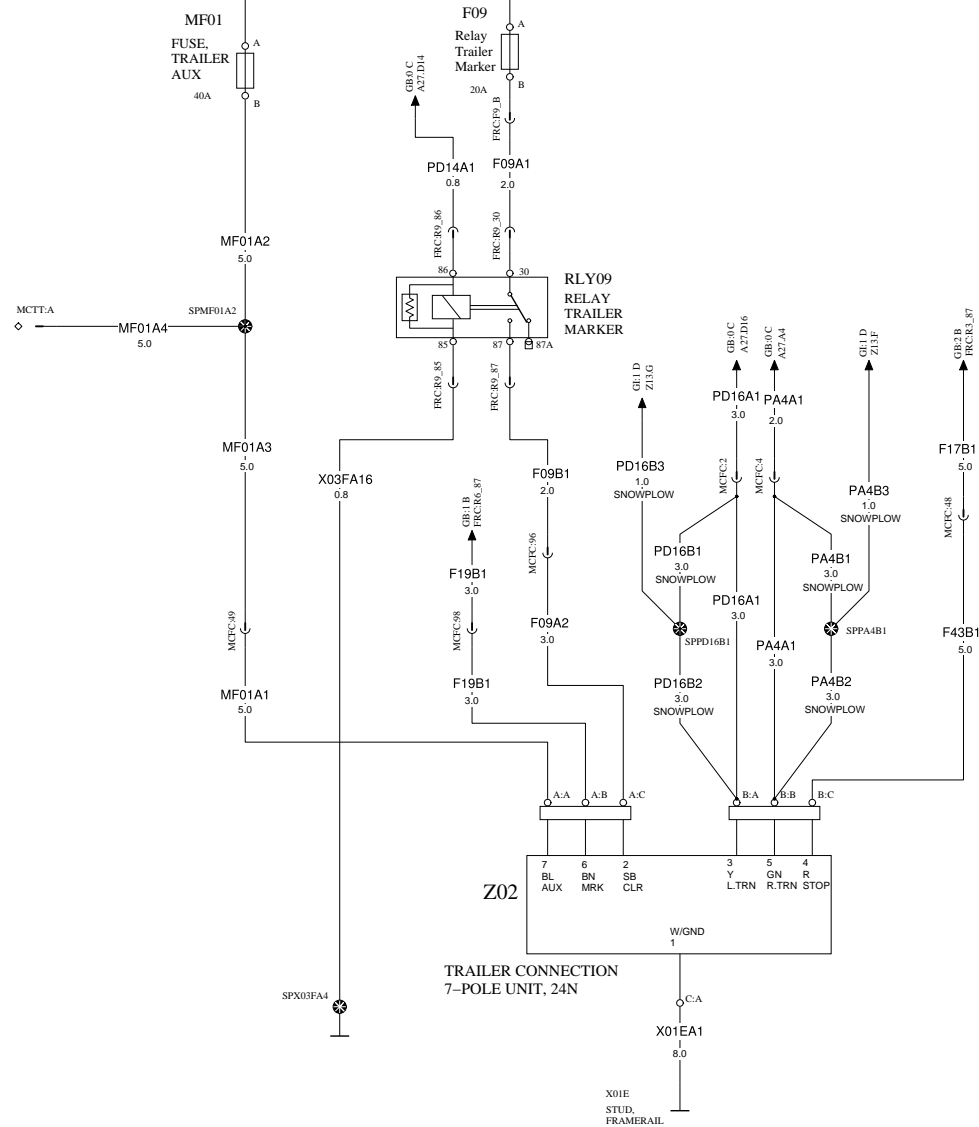 MF01
FUSE,
TRAILER
AUX
40A
A
B
F09
Relay
Trailer
Marker
20A
A
B
GB:0 C
A27.D14
FRC:F9_B
PD14A1
0.8
F09A1
2.0
FRC:R9_86
FRC:R9_30
MF01A2
5.0
86
30
RLY09
RELAY
TRAILER
MARKER
MCTT:A
SPMF01A2
MF01A4
5.0
85
87
87A
FRC:R9_85
FRC:R9_87
GI:1 D
Z13.G
GB:0 C
A27.D16
GB:0 C
A27.A4
GI:1 D
Z13.F
GB:2 B
FRC:R3_87
PD16A1
3.0
PA4A1
2.0
MF01A3
5.0
F17B1
5.0
X03FA16
0.8
F09B1
2.0
PD16B3
1.0
SNOWPLOW
MCFC:2
MCFC:4
PA4B3
1.0
SNOWPLOW
GB:1 B
FRC:R6_87
MCFC:96
MCFC:48
F19B1
3.0
PD16B1
3.0
SNOWPLOW
PA4B1
3.0
SNOWPLOW
PD16A1
3.0
MCFC:49
MCFC:98
F09A2
3.0
SPPD16B1
SPPA4B1
F43B1
5.0
PA4A1
3.0
MF01A1
5.0
F19B1
3.0
PD16B2
3.0
SNOWPLOW
PA4B2
3.0
SNOWPLOW
A:A
A:B
A:C
B:A
B:B
B:C
7
BL
AUX
6
BN
MRK
2
SB
CLR
3
Y
L.TRN
5
GN
R.TRN
4
R
STOP
Z02
W/GND
1
TRAILER CONNECTION
7−POLE UNIT, 24N
SPX03FA4
C:A
X01EA1
8.0
X01E
STUD,
FRAMERAIL